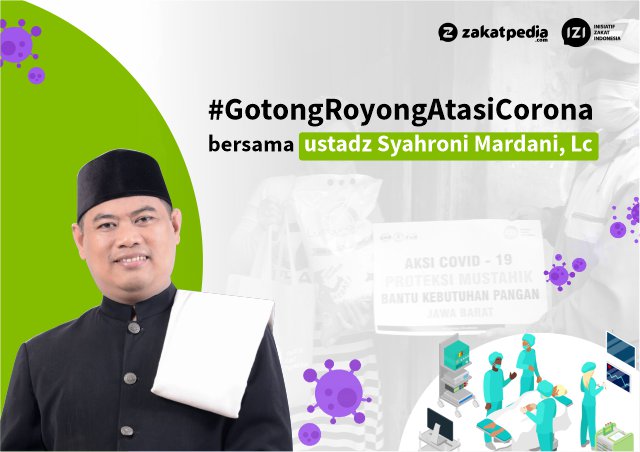 zakatpedia
.com
IZI
INISIATIF
ZAKAT
INDONESIA
#GotongRoyongAtasiCorona
bersama ustadz Syahroni Mardani, Lc
AKSI COVID - 19
PROTEKSI MUSTAHIK
BANTU KEBUTUHAN PANGAN
JAWA BARAT